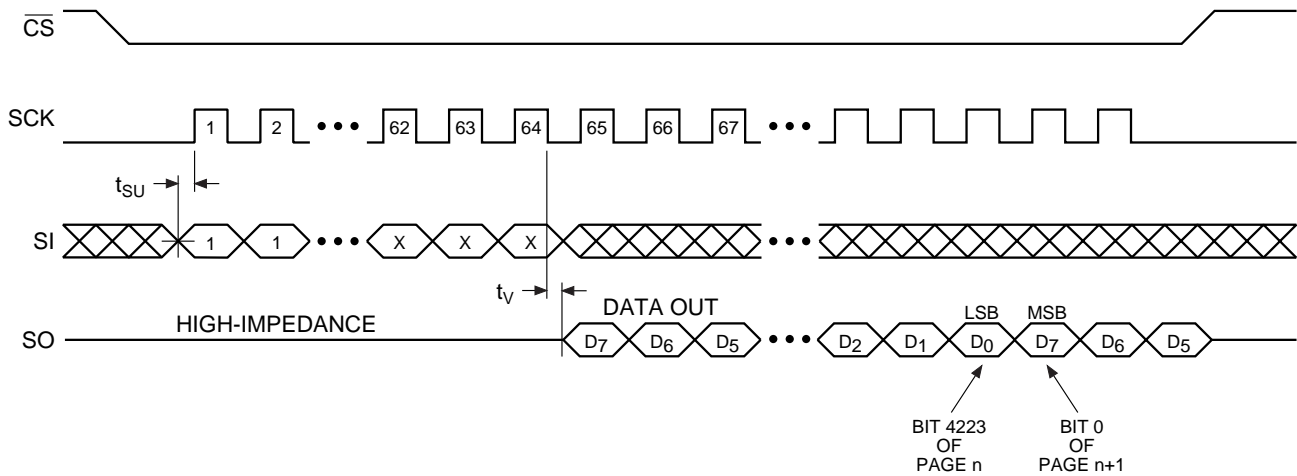 CS
SCK 1 2 ••• 62 63 64 65 66 67 •••
tSU
SI 1 1 ••• X X X •••
tV
HIGH-IMPEDANCE DATA OUT LSB MSB
SO D7 D6 D5 ••• D2 D1 D0 D7 D6 D5
BIT 4223
OF
PAGE n
BIT 0
OF
PAGE n+1